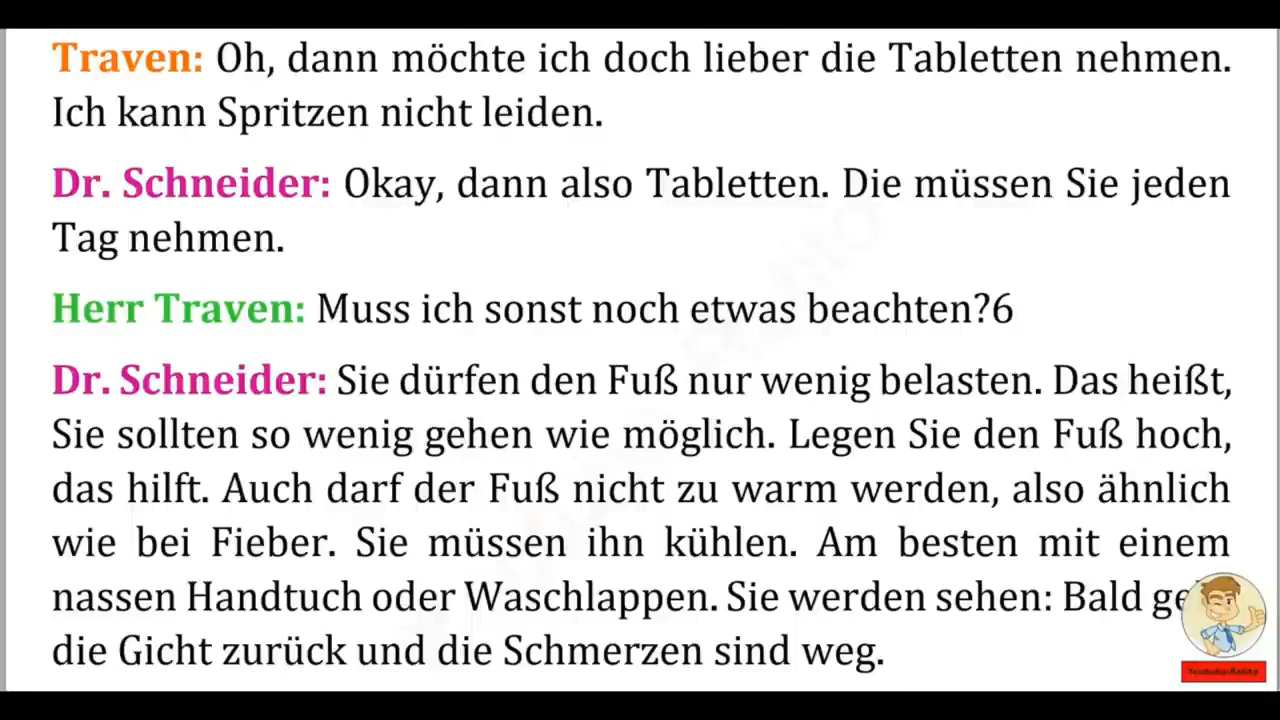 Traven: Oh, dann möchte ich doch lieber die Tabletten nehmen.
Ich kann Spritzen nicht leiden.
Dr. Schneider: Okay, dann also Tabletten. Die müssen Sie jeden
Tag nehmen.
Herr Traven: Muss ich sonst noch etwas beachten?6
Dr. Schneider: Sie dürfen den Fuß nur wenig belasten. Das heißt,
Sie sollten so wenig gehen wie möglich. Legen Sie den Fuß hoch,
das hilft. Auch darf der Fuß nicht zu warm werden, also ähnlich
wie bei Fieber. Sie müssen ihn kühlen. Am besten mit einem
nassen Handtuch oder Waschlappen. Sie werden sehen: Bald
die Gicht zurück und die Schmerzen sind weg.